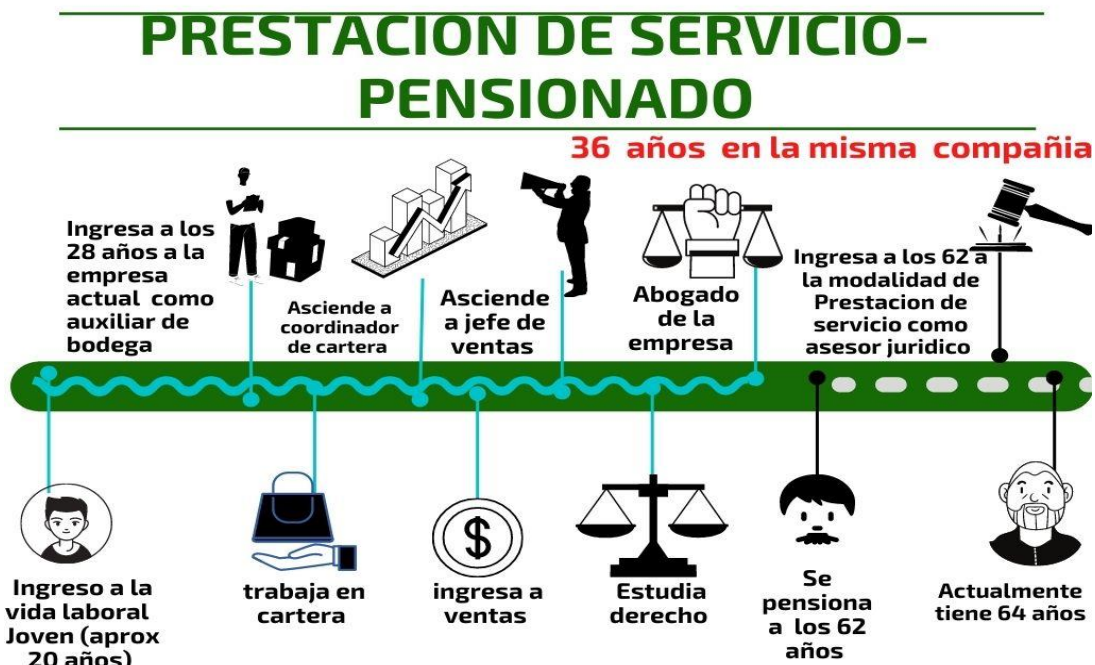 PRESTACION DE SERVICIO-
PENSIONADO
36 años en la misma compañia
Ingresa a los
28 años a la
empresa
actual como
auxiliar de
bodega
Asciende a
coordinador
de cartera
Asciende
a jefe de
ventas
Abogado
de la
empresa
Ingresa a los 62 a
la modalidad de
Prestacion de
servicio como
asesor juridico
Ingreso a la
vida laboral
Joven (aprox
20 años)
trabaja en
cartera
$
ingresa a
ventas
Estudia
derecho
Se
pensiona
a los 62
años
Actualmente
tiene 64 años